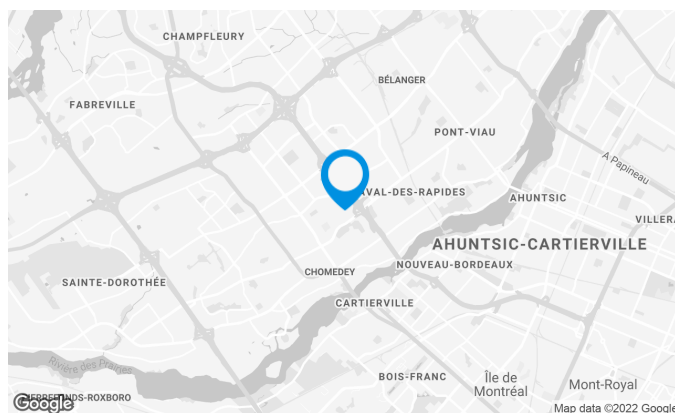 CHAMPFLEURY
BÉLANGER
FABREVILLE
PONT-VIAU
A Papineau
AVAL-DES-RAPIDES
AHUNTSIC
VILLERA
AHUNTSIC-CARTIERVILLE
NOUVEAU-BORDEAUX
CHOMEDEY
SAINTE-DOROTHÉE
CARTIERVILLE
Rivière des Prairies
BOIS-FRANC
Île de
Montréal
Mont-Royal
Google
Map data ©2022 Google